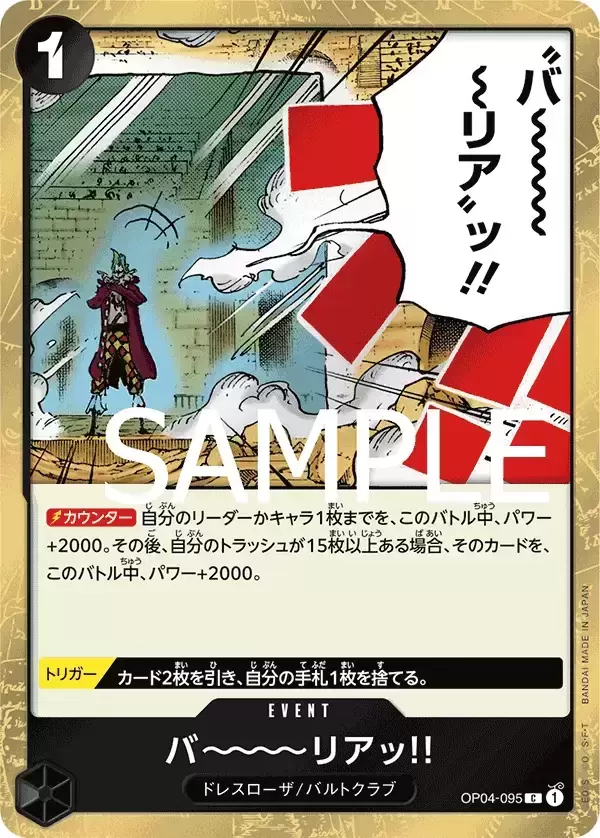 1
〝バ〜〜〜〜
〜リア〟ッ!!
SAMPLE
カウンター 自分のリーダーかキャラ1枚までを、このバトル中、パワー
+2000。その後、自分のトラッシュが15枚以上ある場合、そのカードを、
このバトル中、パワー+2000。
トリガー カード2枚を引き、自分の手札1枚を捨てる。
EVENT
バ〜〜〜〜リアッ!!
ドレスローザ/バルトクラブ
OP04-095 C 1
BANDAI MADE IN JAPAN